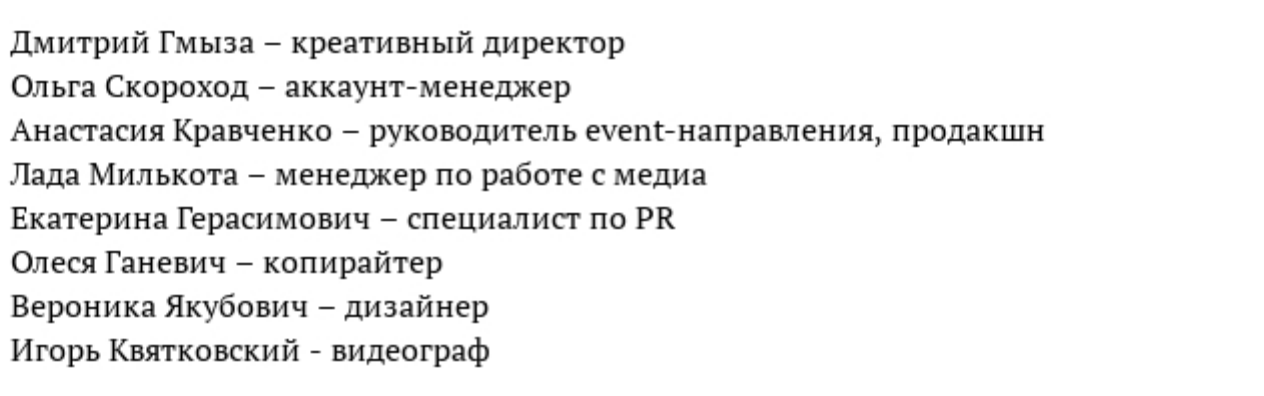 Дмитрий Гмыза – креативный директор
Ольга Скороход – аккаунт-менеджер
Анастасия Кравченко – руководитель event-направления, продакшн
Лада Милькота – менеджер по работе с медиа
Екатерина Герасимович – специалист по PR
Олеся Ганевич – копирайтер
Вероника Якубович – дизайнер
Игорь Квятковский - видеограф